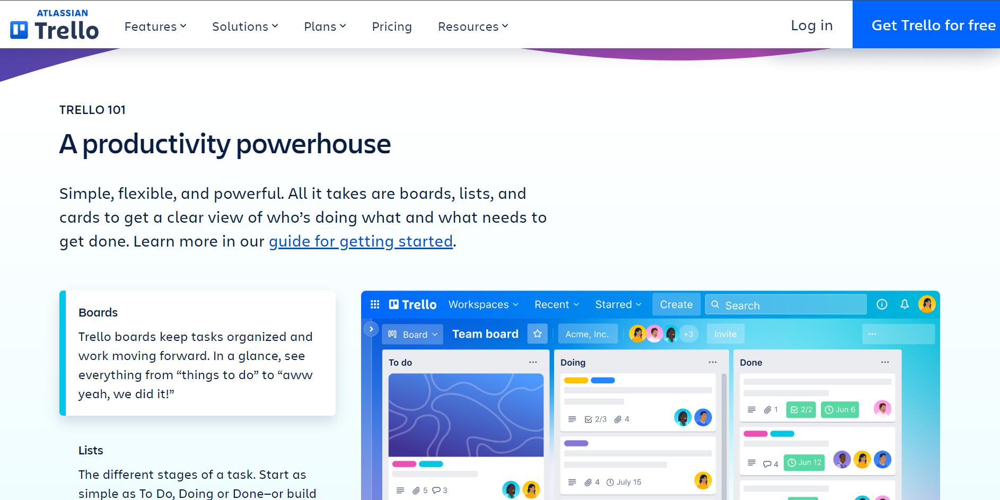 ATLASSIAN
Trello
Features
Solutions
Plans
Pricing
Resources
Log in
Get Trello for free
TRELLO 101
A productivity powerhouse
Simple, flexible, and powerful. All it takes are boards, lists, and
cards to get a clear view of who’s doing what and what needs to
get done. Learn more in our guide for getting started.
Boards
Trello boards keep tasks organized and
work moving forward. In a glance, see
everything from “things to do” to “aww
yeah, we did it!”
Lists
The different stages of a task. Start as
simple as To Do, Doing or Done—or build
Trello
Workspaces
Recent
Starred
Create
Search
Board
Team board
Acme, Inc.
+3
Invite
To do
5
3
Doing
2/3
4
4
July 15
Done
1
2/2
Jun 6
4
Jun 12